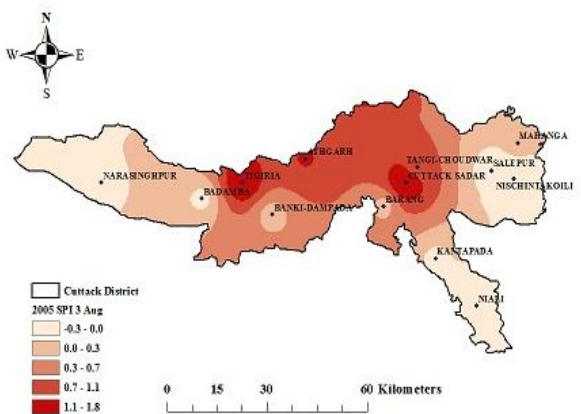 N
W E
S
MAHANGA
ATHGARH
TANGI-CHOUDWAR
SALEPUR
TIGIRIA
CUTTACK SADAR
NARASINGHPUR
NISCHINTAKOILI
BADAMBA
BARANG
BANKI-DAMPADA
KANTAPADA
NIALI
Cuttack District
2005 SPI 3 Aug
-0.3 - 0.0
0.0 - 0.3
0.3 - 0.7
0.7 - 1.1
1.1 - 1.8
0 15 30 60 Kilometers